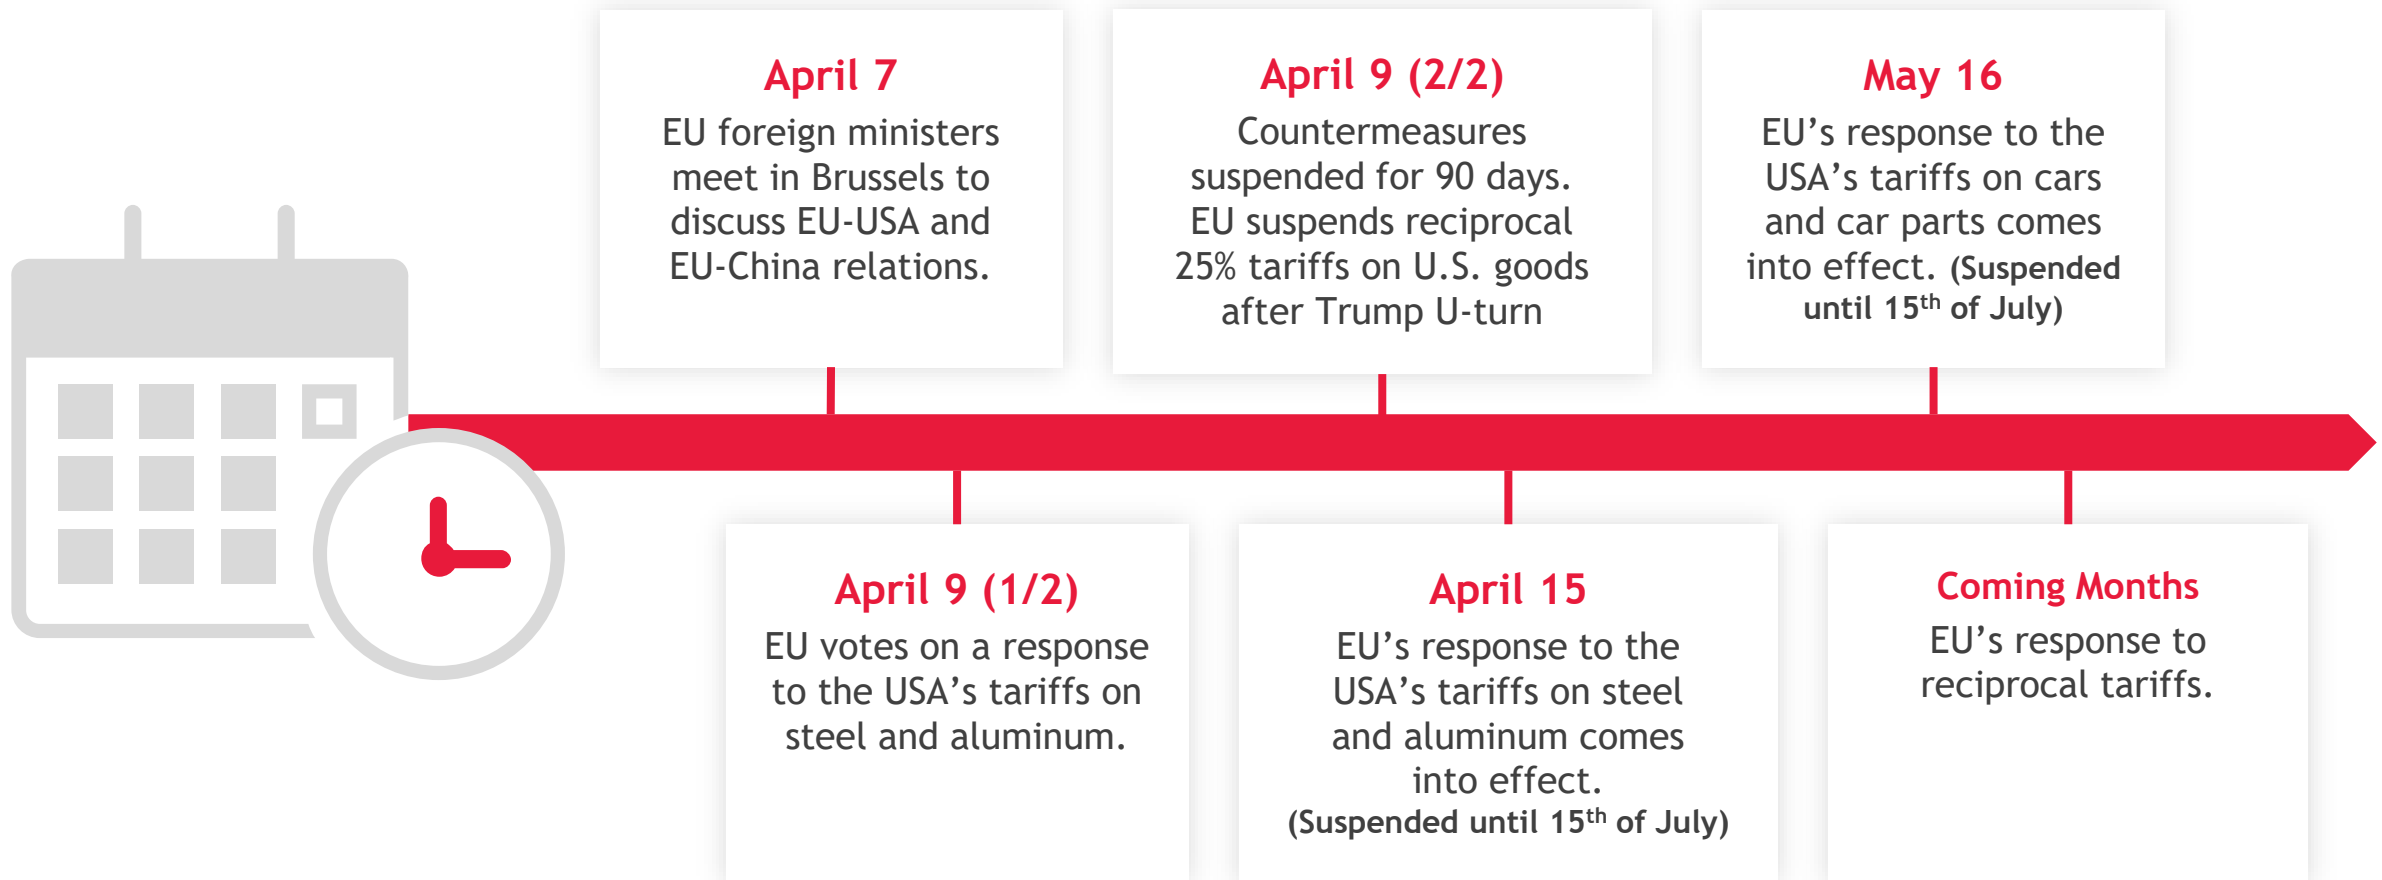 April 7
EU foreign ministers
meet in Brussels to
discuss EU-USA and
EU-China relations.
April 9 (1/2)
EU votes on a response
to the USA’s tariffs on
steel and aluminum.
April 9 (2/2)
Countermeasures
suspended for 90 days.
EU suspends reciprocal
25% tariffs on U.S. goods
after Trump U-turn
April 15
EU’s response to the
USA’s tariffs on steel
and aluminum comes
into effect.
(Suspended until 15th of July)
May 16
EU’s response to the
USA’s tariffs on cars
and car parts comes
into effect. (Suspended
until 15th of July)
Coming Months
EU’s response to
reciprocal tariffs.